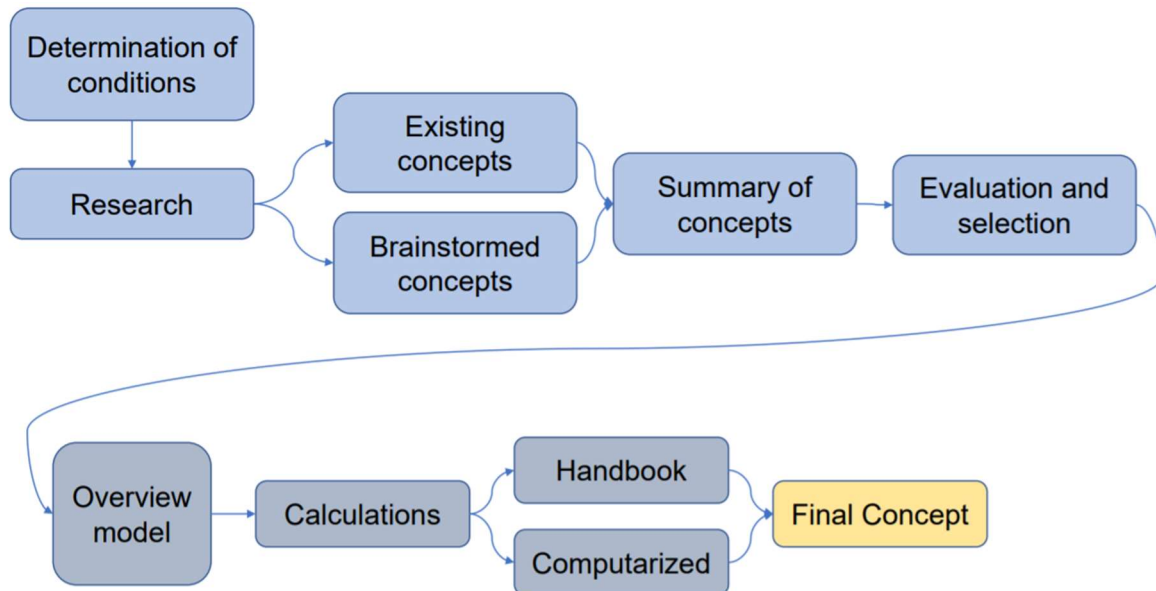 Determination of
conditions
Research
Existing
concepts
Brainstormed
concepts
Summary of
concepts
Evaluation and
selection
Overview
model
Calculations
Handbook
Computarized
Final Concept